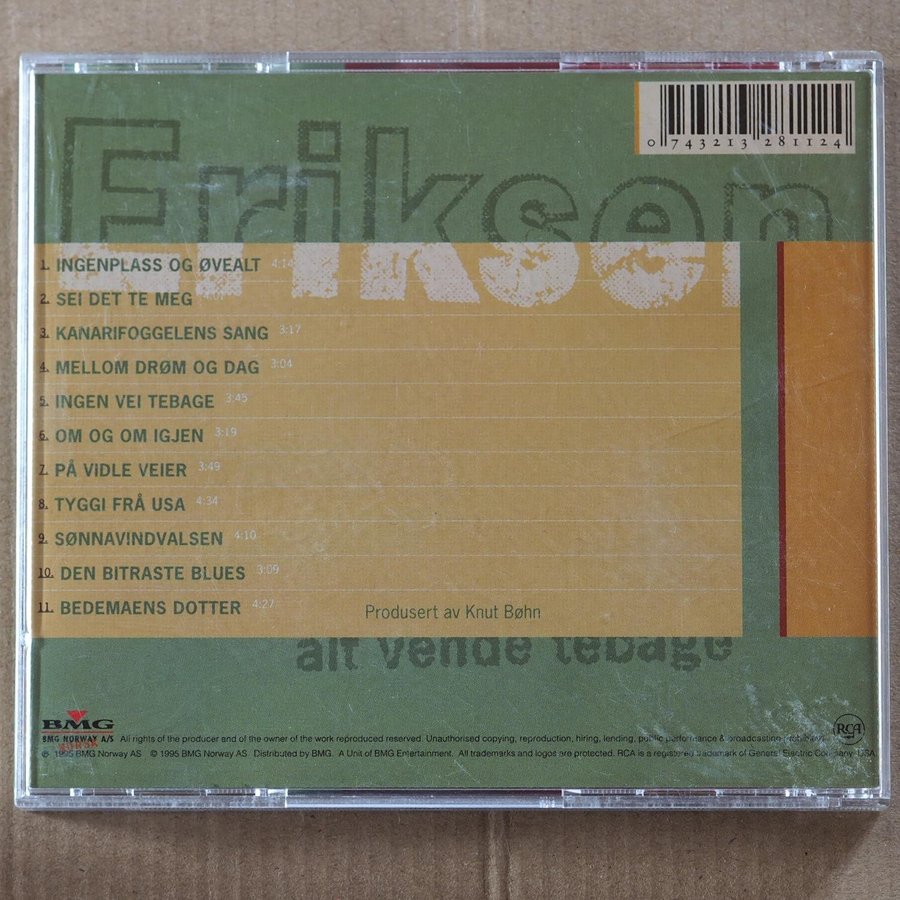 Eriksen
0 743213 281124
1. INGENPLASS OG ØVEALT 4:14
2. SEI DET TE MEG 4:01
3. KANARIFOGGELENS SANG 3:17
4. MELLOM DRØM OG DAG 3:04
5. INGEN VEI TEBAGE 3:45
6. OM OG OM IGJEN 3:19
7. PÅ VIDLE VEIER 3:49
8. TYGGI FRÅ USA 4:34
9. SØNNAVINDVALSEN 4:10
10. DEN BITRASTE BLUES 3:09
11. BEDEMAENS DOTTER 4:27
Produsert av Knut Bøhn
alt vende tebage
BMG
BMG NORWAY A/S
NORSK
All rights of the producer and of the owner of the work reproduced reserved. Unauthorised copying, reproduction, hiring, lending, public performance & broadcasting prohibited.
℗ 1995 BMG Norway AS © 1995 BMG Norway AS Distributed by BMG. A Unit of BMG Entertainment. All trademarks and logos are protected. RCA is a registered trademark of General Electric Company, USA
RCA